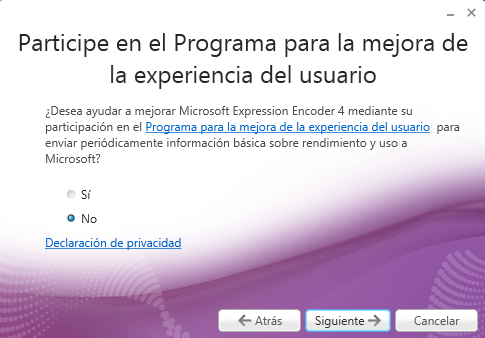 Participe en el Programa para la mejora de
la experiencia del usuario
¿Desea ayudar a mejorar Microsoft Expression Encoder 4 mediante su
participación en el Programa para la mejora de la experiencia del usuario para
enviar periódicamente información básica sobre rendimiento y uso a
Microsoft?
Sí
No
Declaración de privacidad
Atrás Siguiente Cancelar